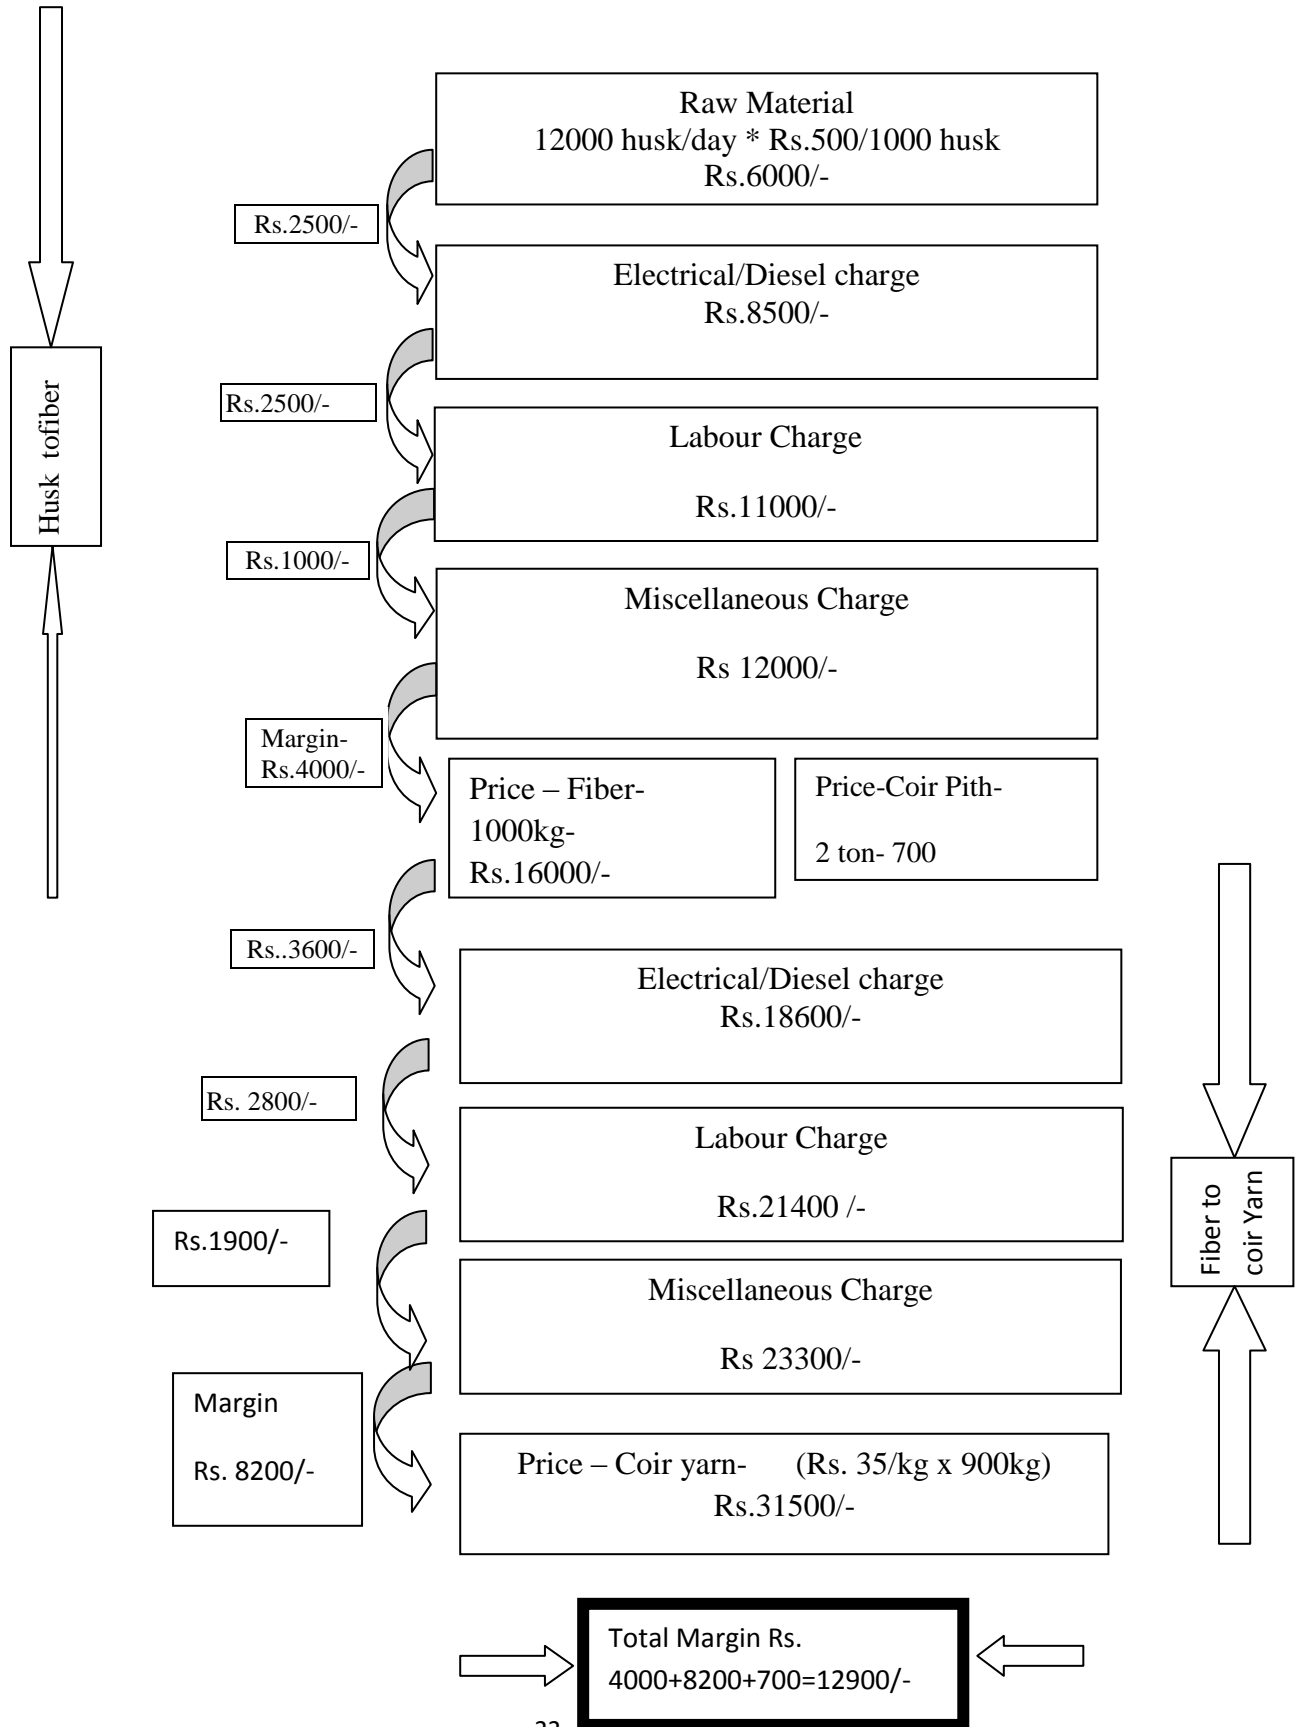 Raw Material
12000 husk/day * Rs.500/1000 husk
Rs.6000/-
Rs.2500/-
Electrical/Diesel charge
Rs.8500/-
Husk tofiber
Rs.2500/-
Labour Charge
Rs.11000/-
Rs.1000/-
Miscellaneous Charge
Rs 12000/-
Margin-
Rs.4000/-
Price – Fiber-
1000kg-
Rs.16000/-
Price-Coir Pith-
2 ton- 700
Rs..3600/-
Electrical/Diesel charge
Rs.18600/-
Rs. 2800/-
Labour Charge
Rs.21400 /-
Fiber to
coir Yarn
Rs.1900/-
Miscellaneous Charge
Rs 23300/-
Margin
Rs. 8200/-
Price – Coir yarn- (Rs. 35/kg x 900kg)
Rs.31500/-
Total Margin Rs.
4000+8200+700=12900/-